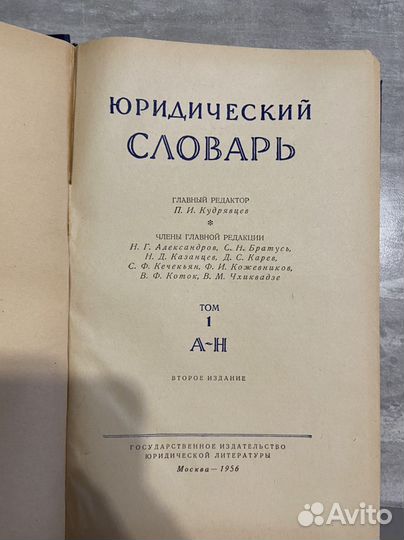 ЮРИДИЧЕСКИЙ
СЛОВАРЬ
ГЛАВНЫЙ РЕДАКТОР
П. И. Кудрявцев
*
ЧЛЕНЫ ГЛАВНОЙ РЕДАКЦИИ
Н. Г. Александров, С. Н. Братусь,
Н. Д. Казанцев, Д. С. Карев,
С. Ф. Кечекьян, Ф. И. Кожевников,
В. Ф. Коток, В. М. Чхиквадзе
ТОМ
1
А-Н
ВТОРОЕ ИЗДАНИЕ
ГОСУДАРСТВЕННОЕ ИЗДАТЕЛЬСТВО
ЮРИДИЧЕСКОЙ ЛИТЕРАТУРЫ
Москва — 1956
Avito